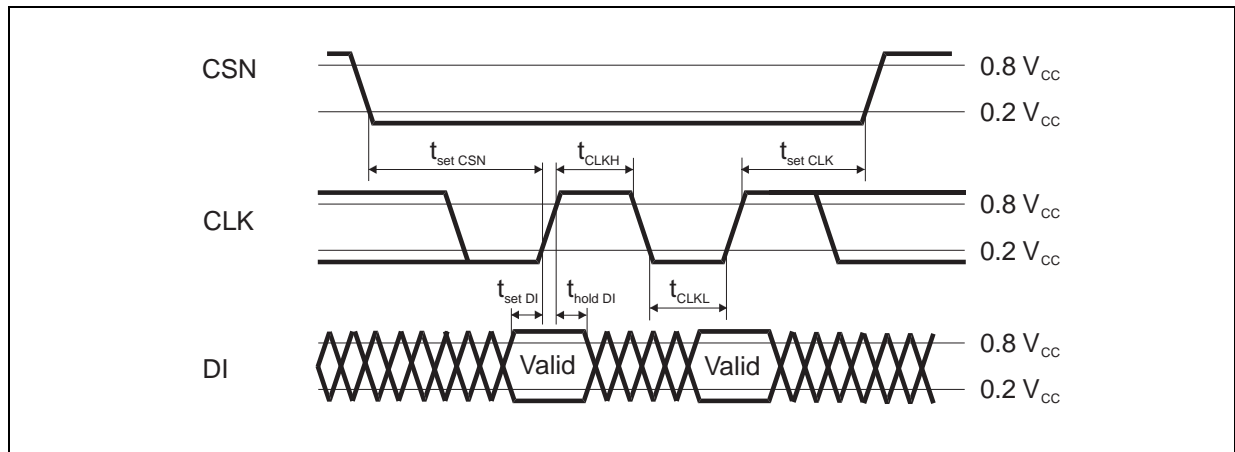 CSN
0.8 V_CC
0.2 V_CC
t_set CSN
t_CLKH
t_set CLK
CLK
0.8 V_CC
0.2 V_CC
t_set DI
t_hold DI
t_CLKL
DI
Valid
Valid
0.8 V_CC
0.2 V_CC